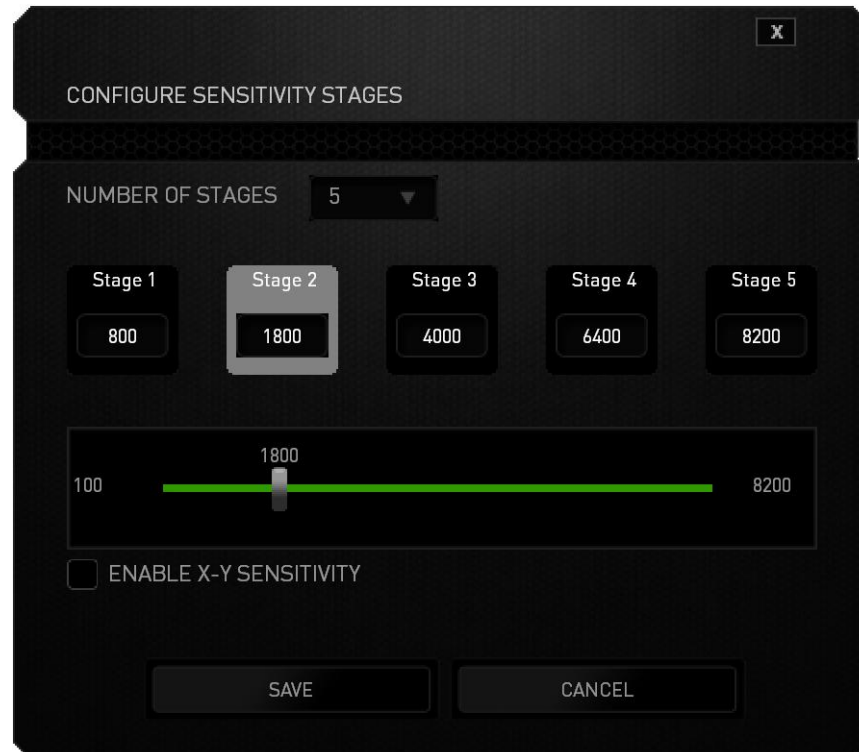 X
CONFIGURE SENSITIVITY STAGES
NUMBER OF STAGES 5
Stage 1 Stage 2 Stage 3 Stage 4 Stage 5
800 1800 4000 6400 8200
1800
100 8200
ENABLE X-Y SENSITIVITY
SAVE CANCEL